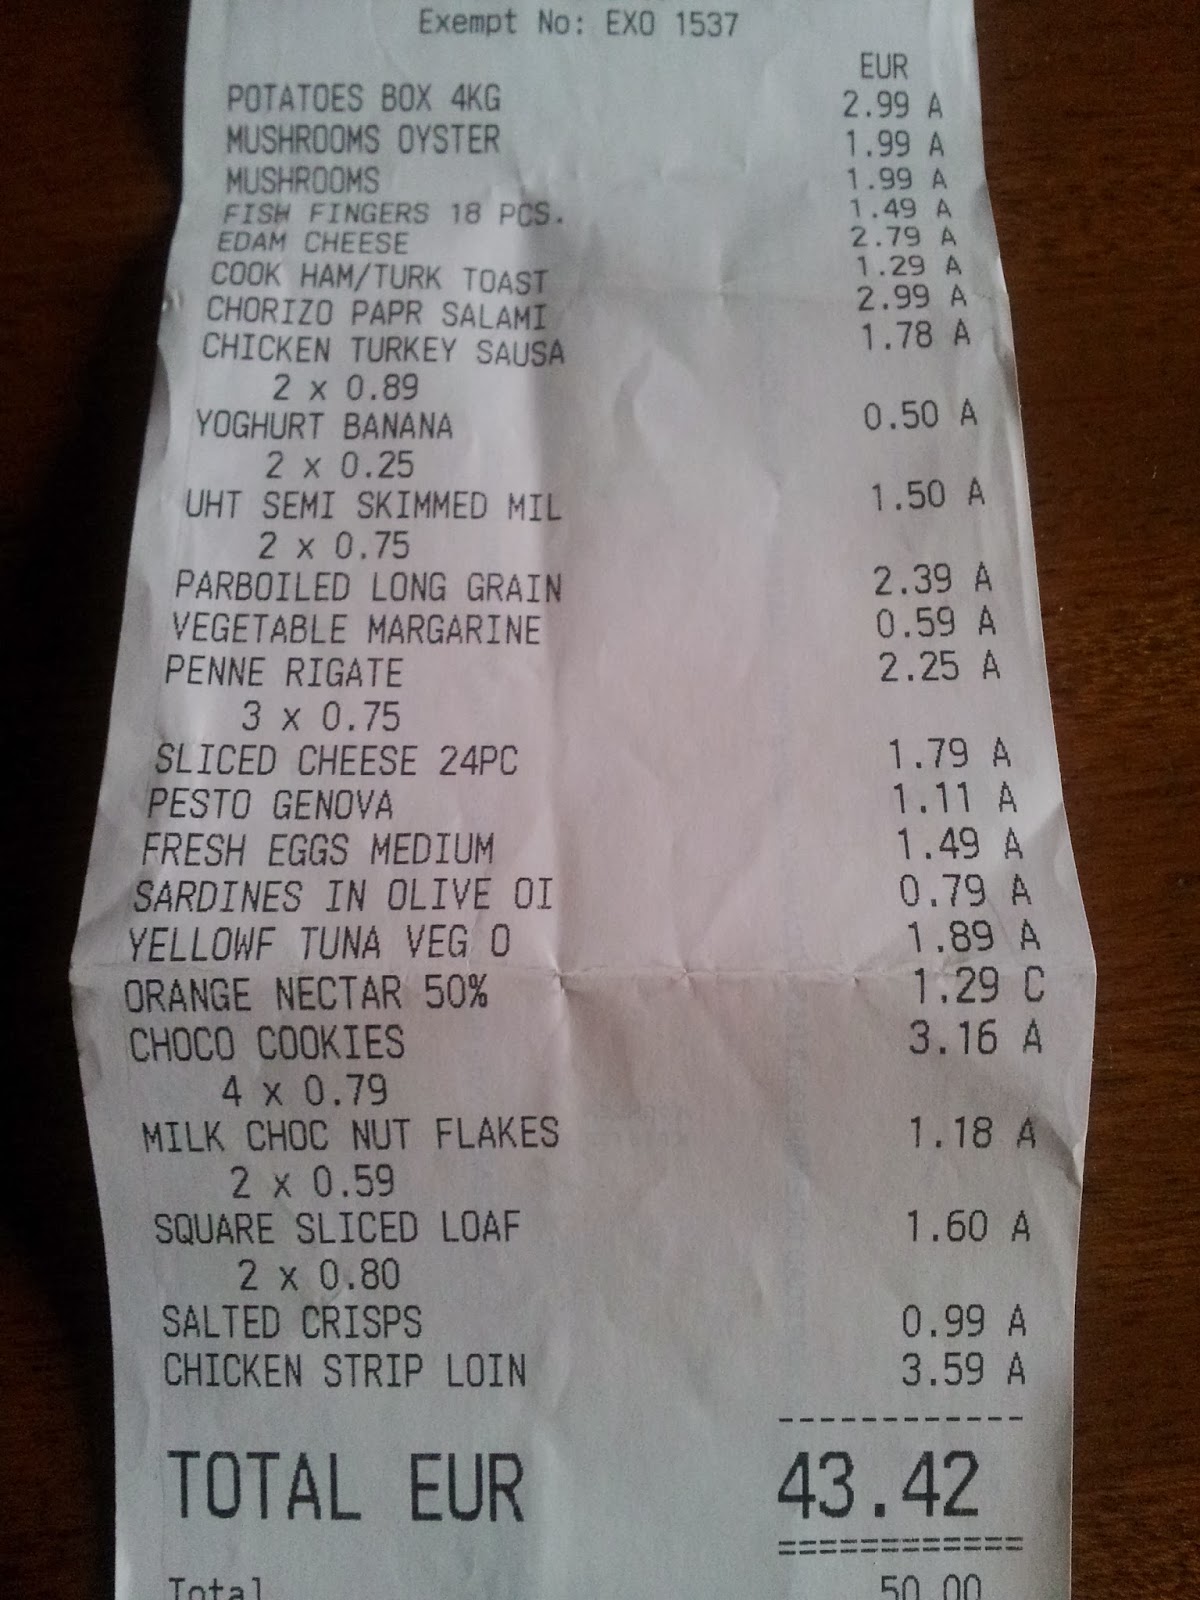 Exempt No: EXO 1537
EUR
POTATOES BOX 4KG 2.99 A
MUSHROOMS OYSTER 1.99 A
MUSHROOMS 1.99 A
FISH FINGERS 18 PCS. 1.49 A
EDAM CHEESE 2.79 A
COOK HAM/TURK TOAST 1.29 A
CHORIZO PAPR SALAMI 2.99 A
CHICKEN TURKEY SAUSA 1.78 A
2 x 0.89
YOGHURT BANANA 0.50 A
2 x 0.25
UHT SEMI SKIMMED MIL 1.50 A
2 x 0.75
PARBOILED LONG GRAIN 2.39 A
VEGETABLE MARGARINE 0.59 A
PENNE RIGATE 2.25 A
3 x 0.75
SLICED CHEESE 24PC 1.79 A
PESTO GENOVA 1.11 A
FRESH EGGS MEDIUM 1.49 A
SARDINES IN OLIVE OI 0.79 A
YELLOWF TUNA VEG O 1.89 A
ORANGE NECTAR 50% 1.29 C
CHOCO COOKIES 3.16 A
4 x 0.79
MILK CHOC NUT FLAKES 1.18 A
2 x 0.59
SQUARE SLICED LOAF 1.60 A
2 x 0.80
SALTED CRISPS 0.99 A
CHICKEN STRIP LOIN 3.59 A
------------
TOTAL EUR 43.42
============
Total 50.00